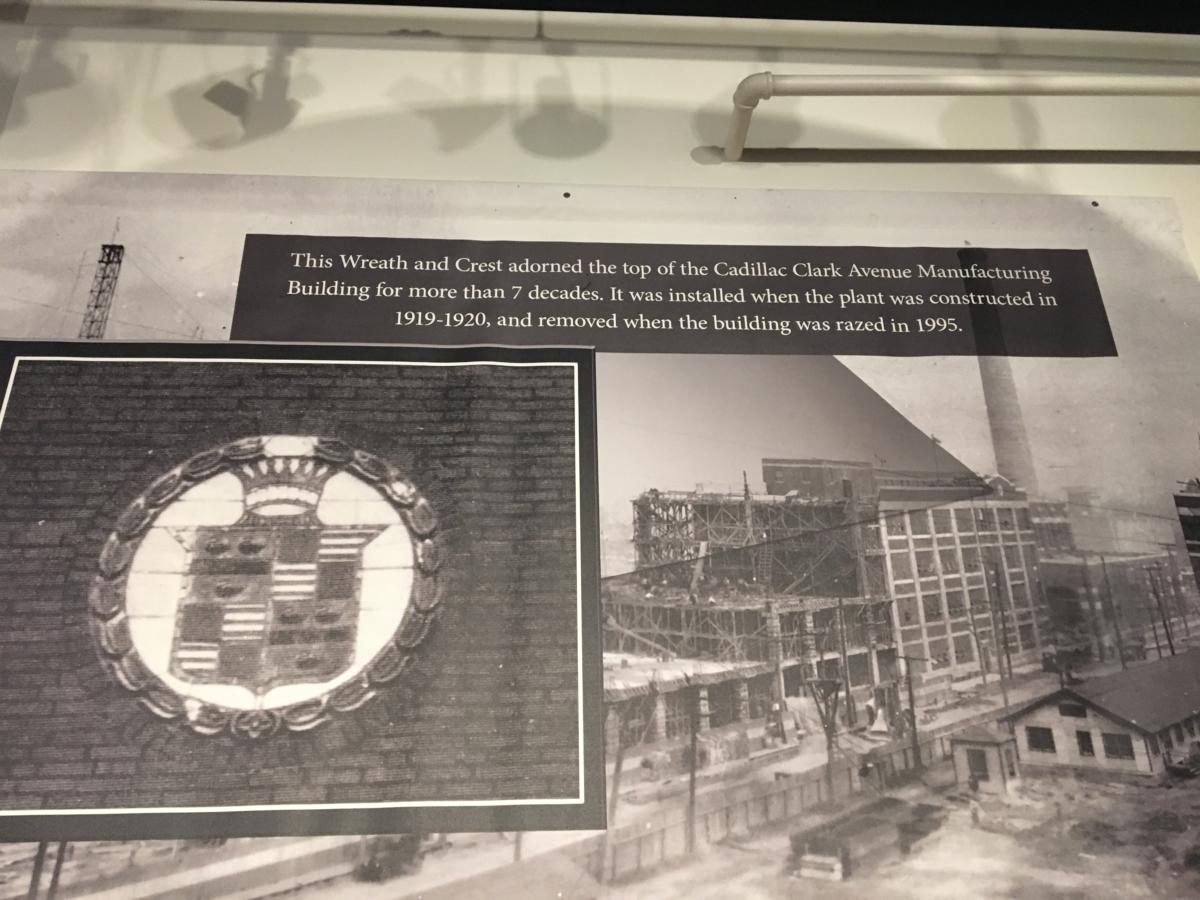 This Wreath and Crest adorned the top of the Cadillac Clark Avenue Manufacturing
Building for more than 7 decades. It was installed when the plant was constructed in
1919-1920, and removed when the building was razed in 1995.